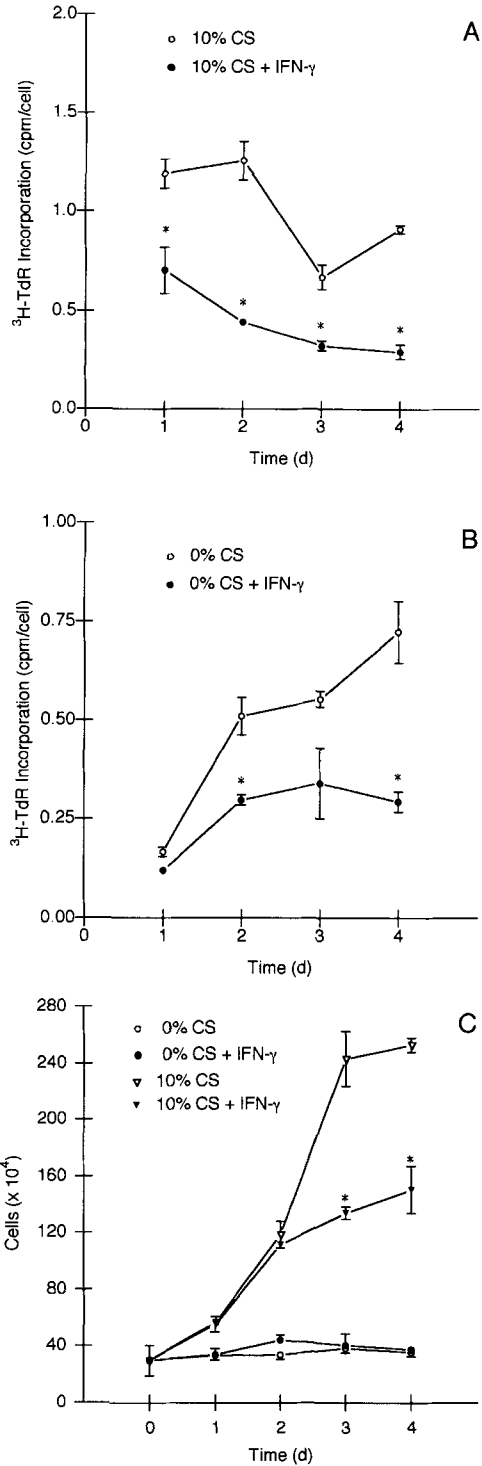 A
2.0
1.5
1.0
0.5
0.0
10% CS
10% CS + IFN-γ
*
*
*
*
³H-TdR Incorporation (cpm/cell)
0 1 2 3 4
Time (d)
B
1.00
0.75
0.50
0.25
0.00
0% CS
0% CS + IFN-γ
*
*
³H-TdR Incorporation (cpm/cell)
0 1 2 3 4
Time (d)
C
280
240
200
160
120
80
40
0
0% CS
0% CS + IFN-γ
10% CS
10% CS + IFN-γ
*
*
Cells (x 10⁴)
0 1 2 3 4
Time (d)